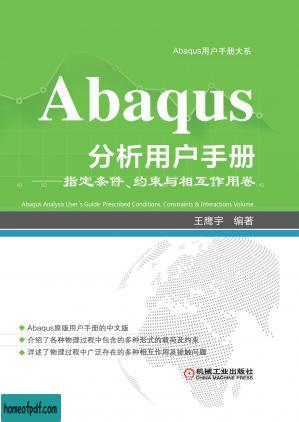 Abaqus用户手册大系
Abaqus
分析用户手册
——指定条件、约束与相互作用卷
Abaqus Analysis User's Guide: Prescribed Conditions, Constraints & Interactions Volume
王鹰宇 编著
◆ Abaqus原版用户手册的中文版
◆ 介绍了各种物理过程中包含的多种形式的载荷及约束
◆ 详述了物理过程广泛存在的多种相互作用及接触问题
机械工业出版社
CHINA MACHINE PRESS
homeofpdf.com